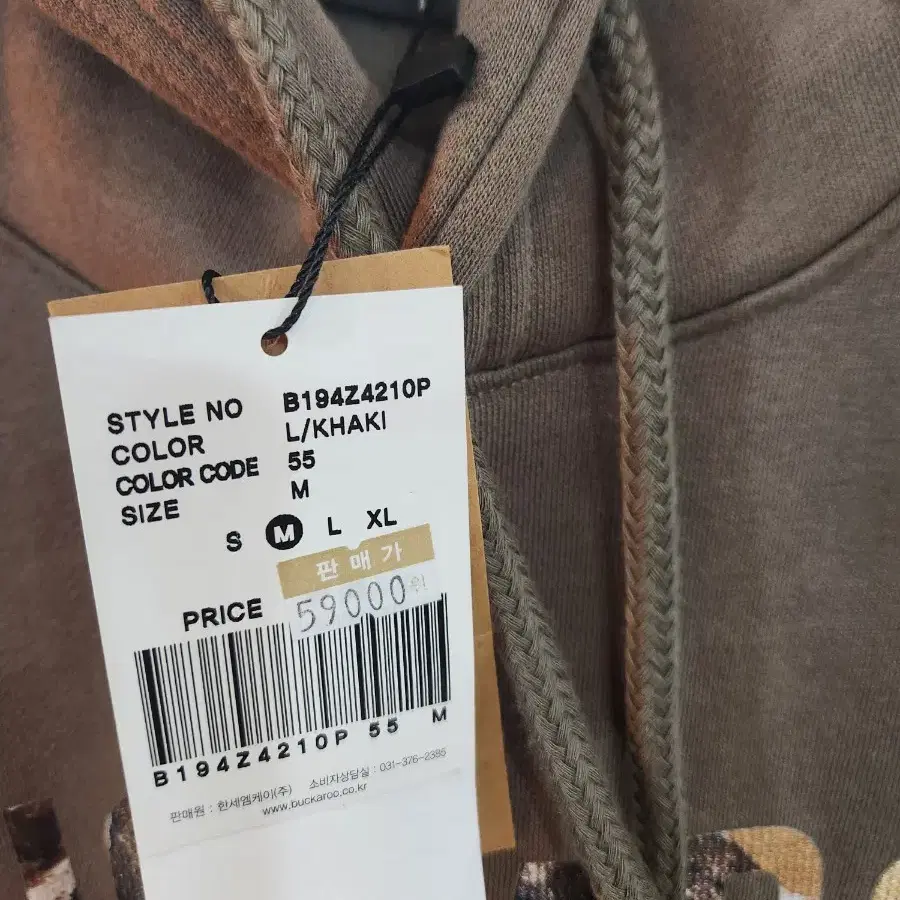 STYLE NO B194Z4210P
COLOR L/KHAKI
COLOR CODE 55
SIZE M
S M L XL
판매가
PRICE 59000원
B194Z4210P 55 M
판매원 : 한세엠케이(주) 소비자상담실 : 031-376-2385
www.buckaroo.co.kr